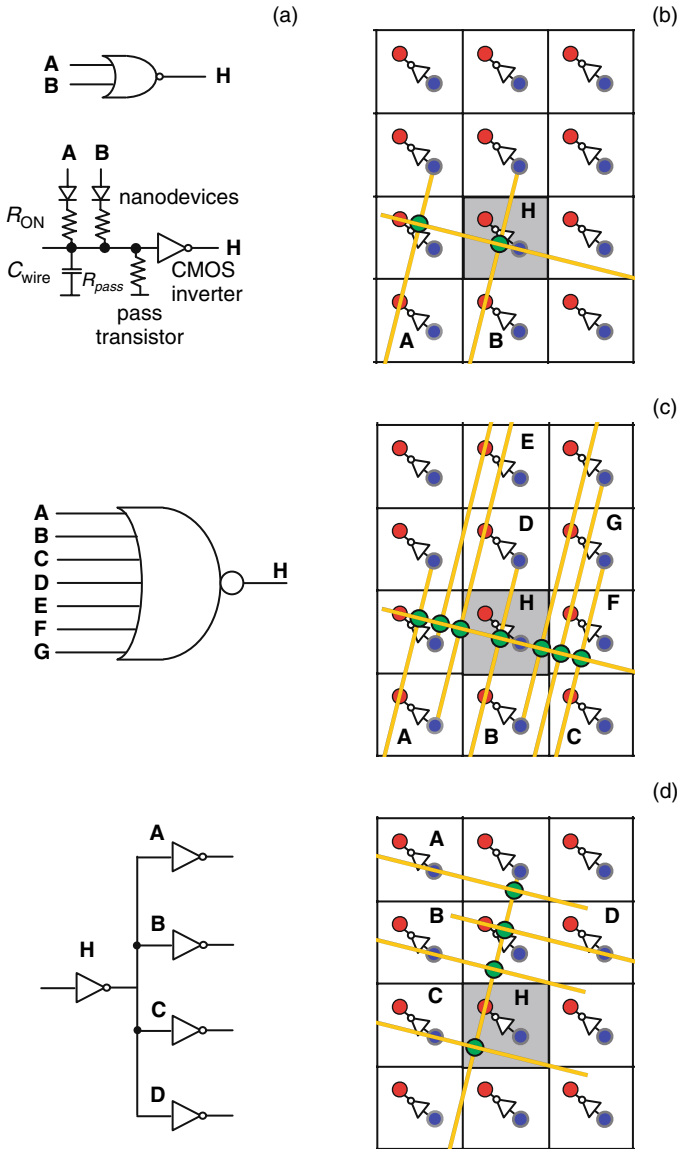 (a)
A
B
H
A
B
nanodevices
R_ON
H
C_wire
R_pass
CMOS
inverter
pass
transistor
(b)
H
A
B
(c)
A
B
C
D
E
F
G
H
E
D
G
H
F
A
B
C
(d)
A
B
H
C
D
A
B
D
C
H